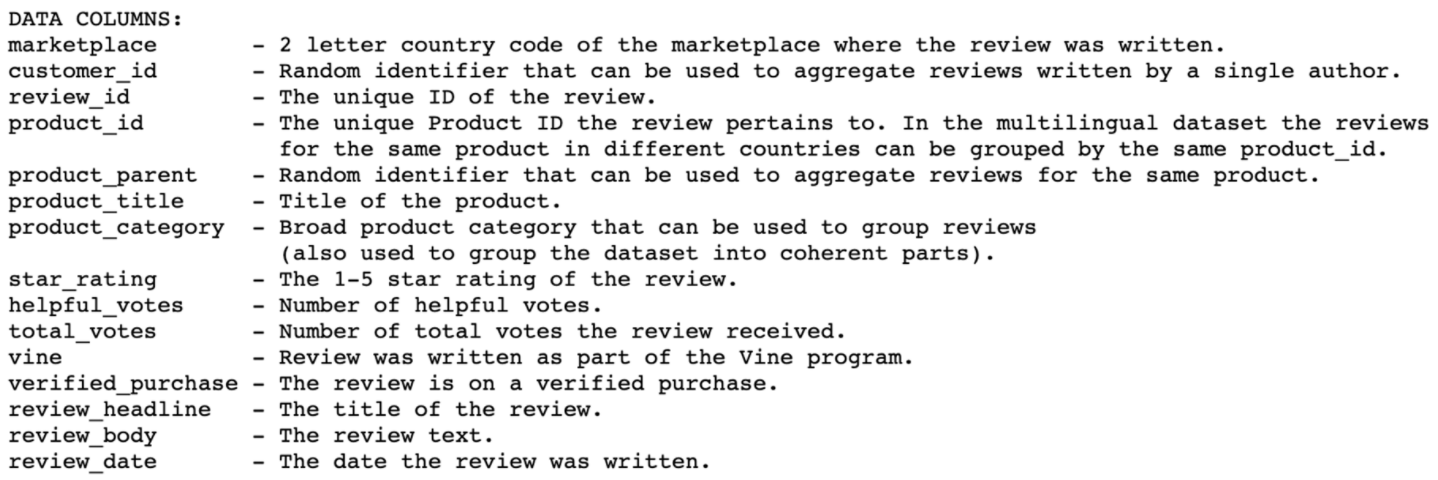 DATA COLUMNS:
marketplace - 2 letter country code of the marketplace where the review was written.
customer_id - Random identifier that can be used to aggregate reviews written by a single author.
review_id - The unique ID of the review.
product_id - The unique Product ID the review pertains to. In the multilingual dataset the reviews
for the same product in different countries can be grouped by the same product_id.
product_parent - Random identifier that can be used to aggregate reviews for the same product.
product_title - Title of the product.
product_category - Broad product category that can be used to group reviews
(also used to group the dataset into coherent parts).
star_rating - The 1-5 star rating of the review.
helpful_votes - Number of helpful votes.
total_votes - Number of total votes the review received.
vine - Review was written as part of the Vine program.
verified_purchase - The review is on a verified purchase.
review_headline - The title of the review.
review_body - The review text.
review_date - The date the review was written.